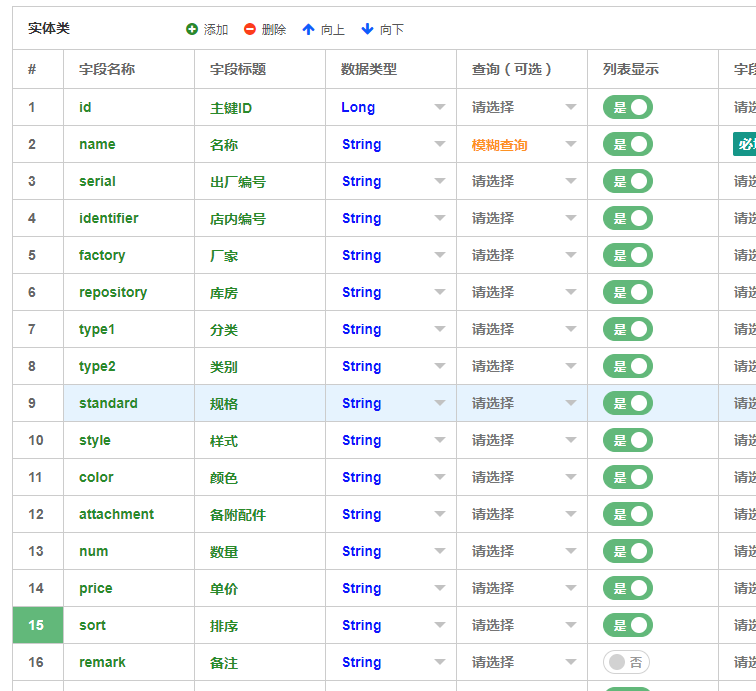 实体类 添加 删除 向上 向下
# 字段名称 字段标题 数据类型 查询（可选） 列表显示
1 id 主键ID Long 请选择 是 请选
2 name 名称 String 模糊查询 是
3 serial 出厂编号 String 请选择 是 请选
4 identifier 店内编号 String 请选择 是 请选
5 factory 厂家 String 请选择 是 请选
6 repository 库房 String 请选择 是 请选
7 type1 分类 String 请选择 是 请选
8 type2 类别 String 请选择 是 请选
9 standard 规格 String 请选择 是 请选
10 style 样式 String 请选择 是 请选
11 color 颜色 String 请选择 是 请选
12 attachment 备附配件 String 请选择 是 请选
13 num 数量 String 请选择 是 请选
14 price 单价 String 请选择 是 请选
15 sort 排序 String 请选择 是 请选
16 remark 备注 String 请选择 否 请选